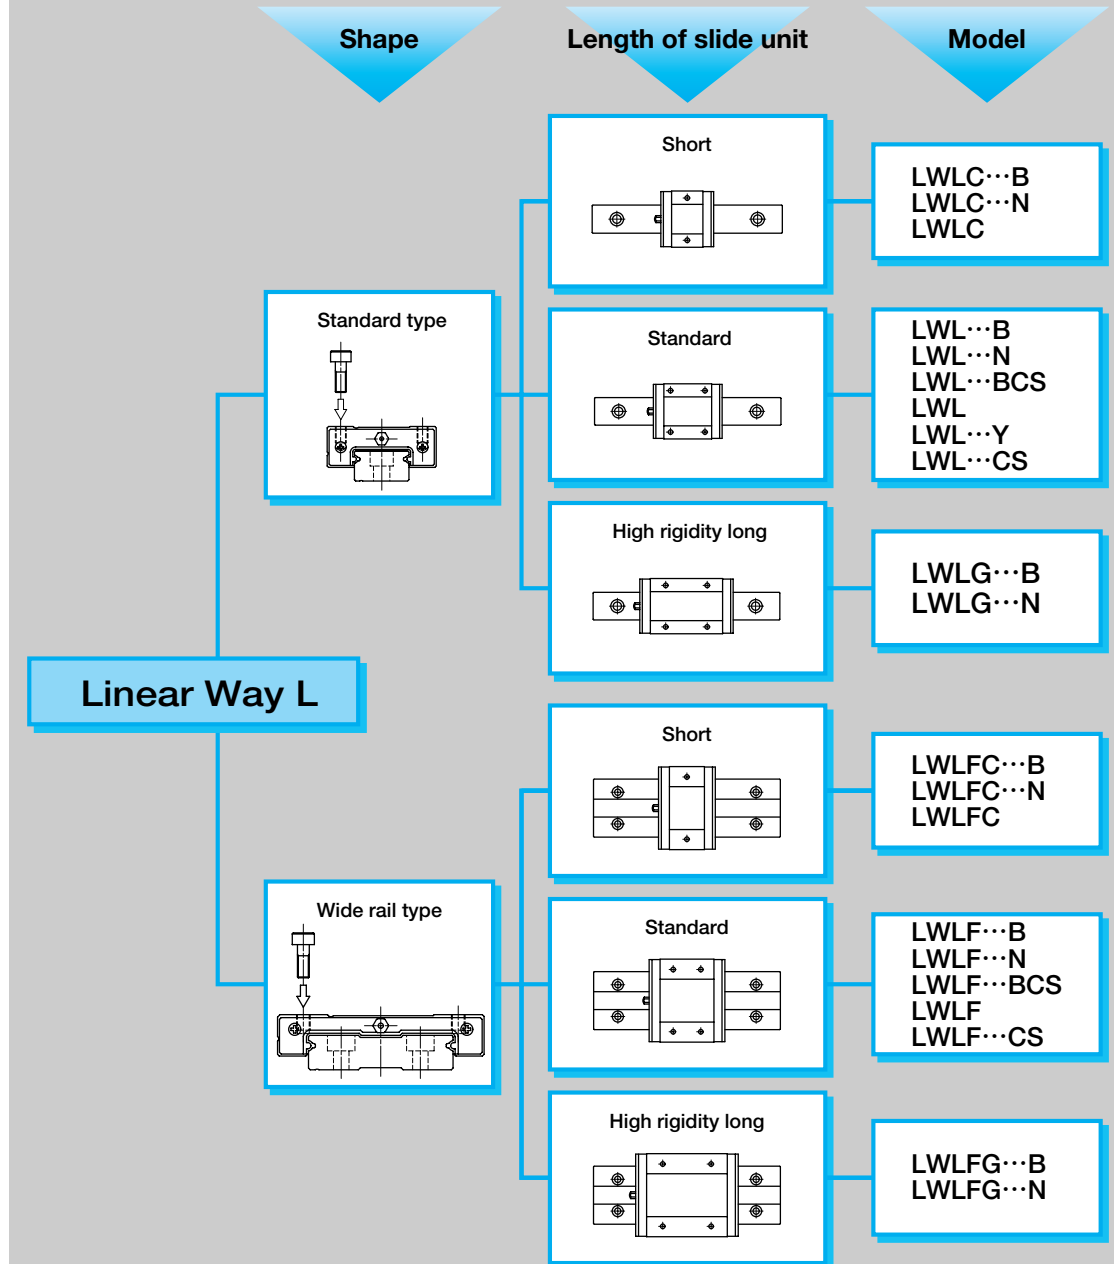 Shape
Length of slide unit
Model
Linear Way L
Standard type
Short
LWLC···B
LWLC···N
LWLC
Standard
LWL···B
LWL···N
LWL···BCS
LWL
LWL···Y
LWL···CS
High rigidity long
LWLG···B
LWLG···N
Wide rail type
Short
LWLFC···B
LWLFC···N
LWLFC
Standard
LWLF···B
LWLF···N
LWLF···BCS
LWLF
LWLF···CS
High rigidity long
LWLFG···B
LWLFG···N